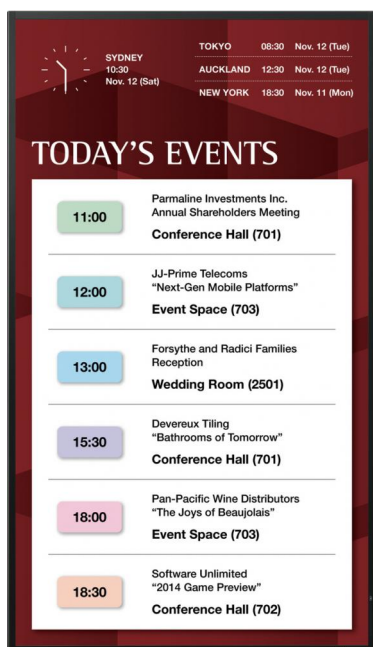 SYDNEY
10:30
Nov. 12 (Sat)
TOKYO 08:30 Nov. 12 (Tue)
AUCKLAND 12:30 Nov. 12 (Tue)
NEW YORK 18:30 Nov. 11 (Mon)
TODAY'S EVENTS
11:00
Parmaline Investments Inc.
Annual Shareholders Meeting
Conference Hall (701)
12:00
JJ-Prime Telecoms
“Next-Gen Mobile Platforms”
Event Space (703)
13:00
Forsythe and Radici Families
Reception
Wedding Room (2501)
15:30
Devereux Tiling
“Bathrooms of Tomorrow”
Conference Hall (701)
18:00
Pan-Pacific Wine Distributors
“The Joys of Beaujolais”
Event Space (703)
18:30
Software Unlimited
“2014 Game Preview”
Conference Hall (702)